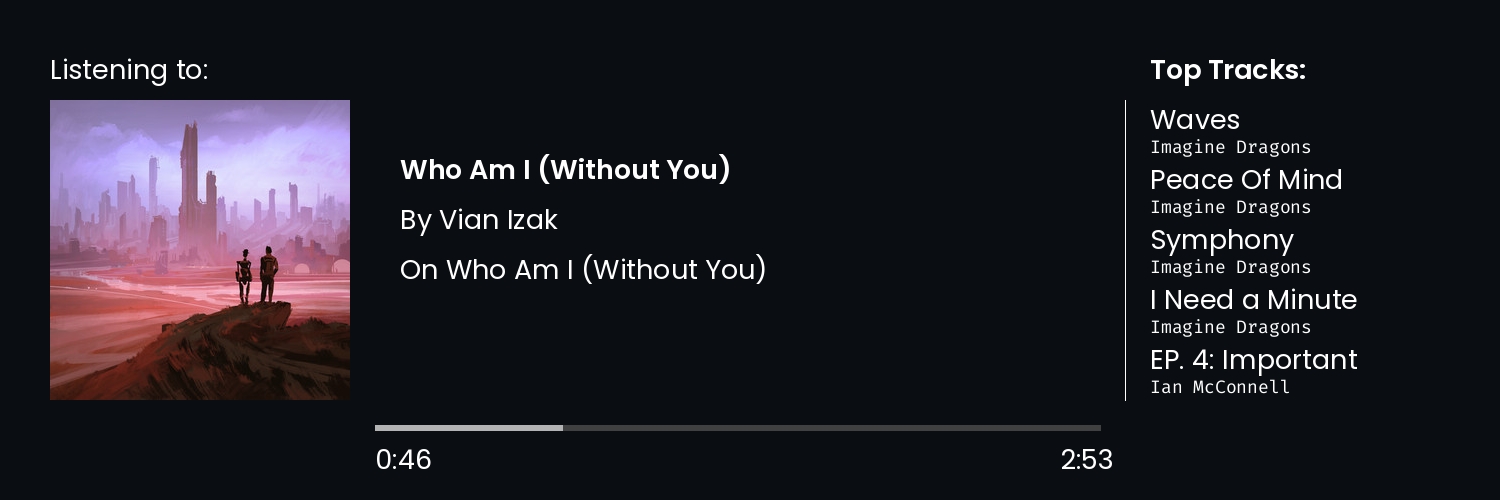 Listening to:
Who Am I (Without You)
By Vian Izak
On Who Am I (Without You)
0:46
2:53
Top Tracks:
Waves
Imagine Dragons
Peace Of Mind
Imagine Dragons
Symphony
Imagine Dragons
I Need a Minute
Imagine Dragons
EP. 4: Important
Ian McConnell